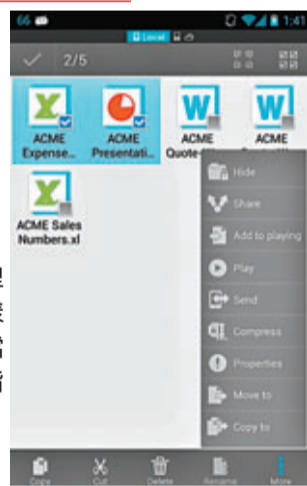 66
1:41
Local
2/5
ACME Expense...
ACME Presentati...
ACME
ACME
Quote
ACME Sales Numbers.xl
Hide
Share
Add to playing
Play
Send
Compress
Properties
Move to
Copy to
Copy
Cut
Delete
Rename
More